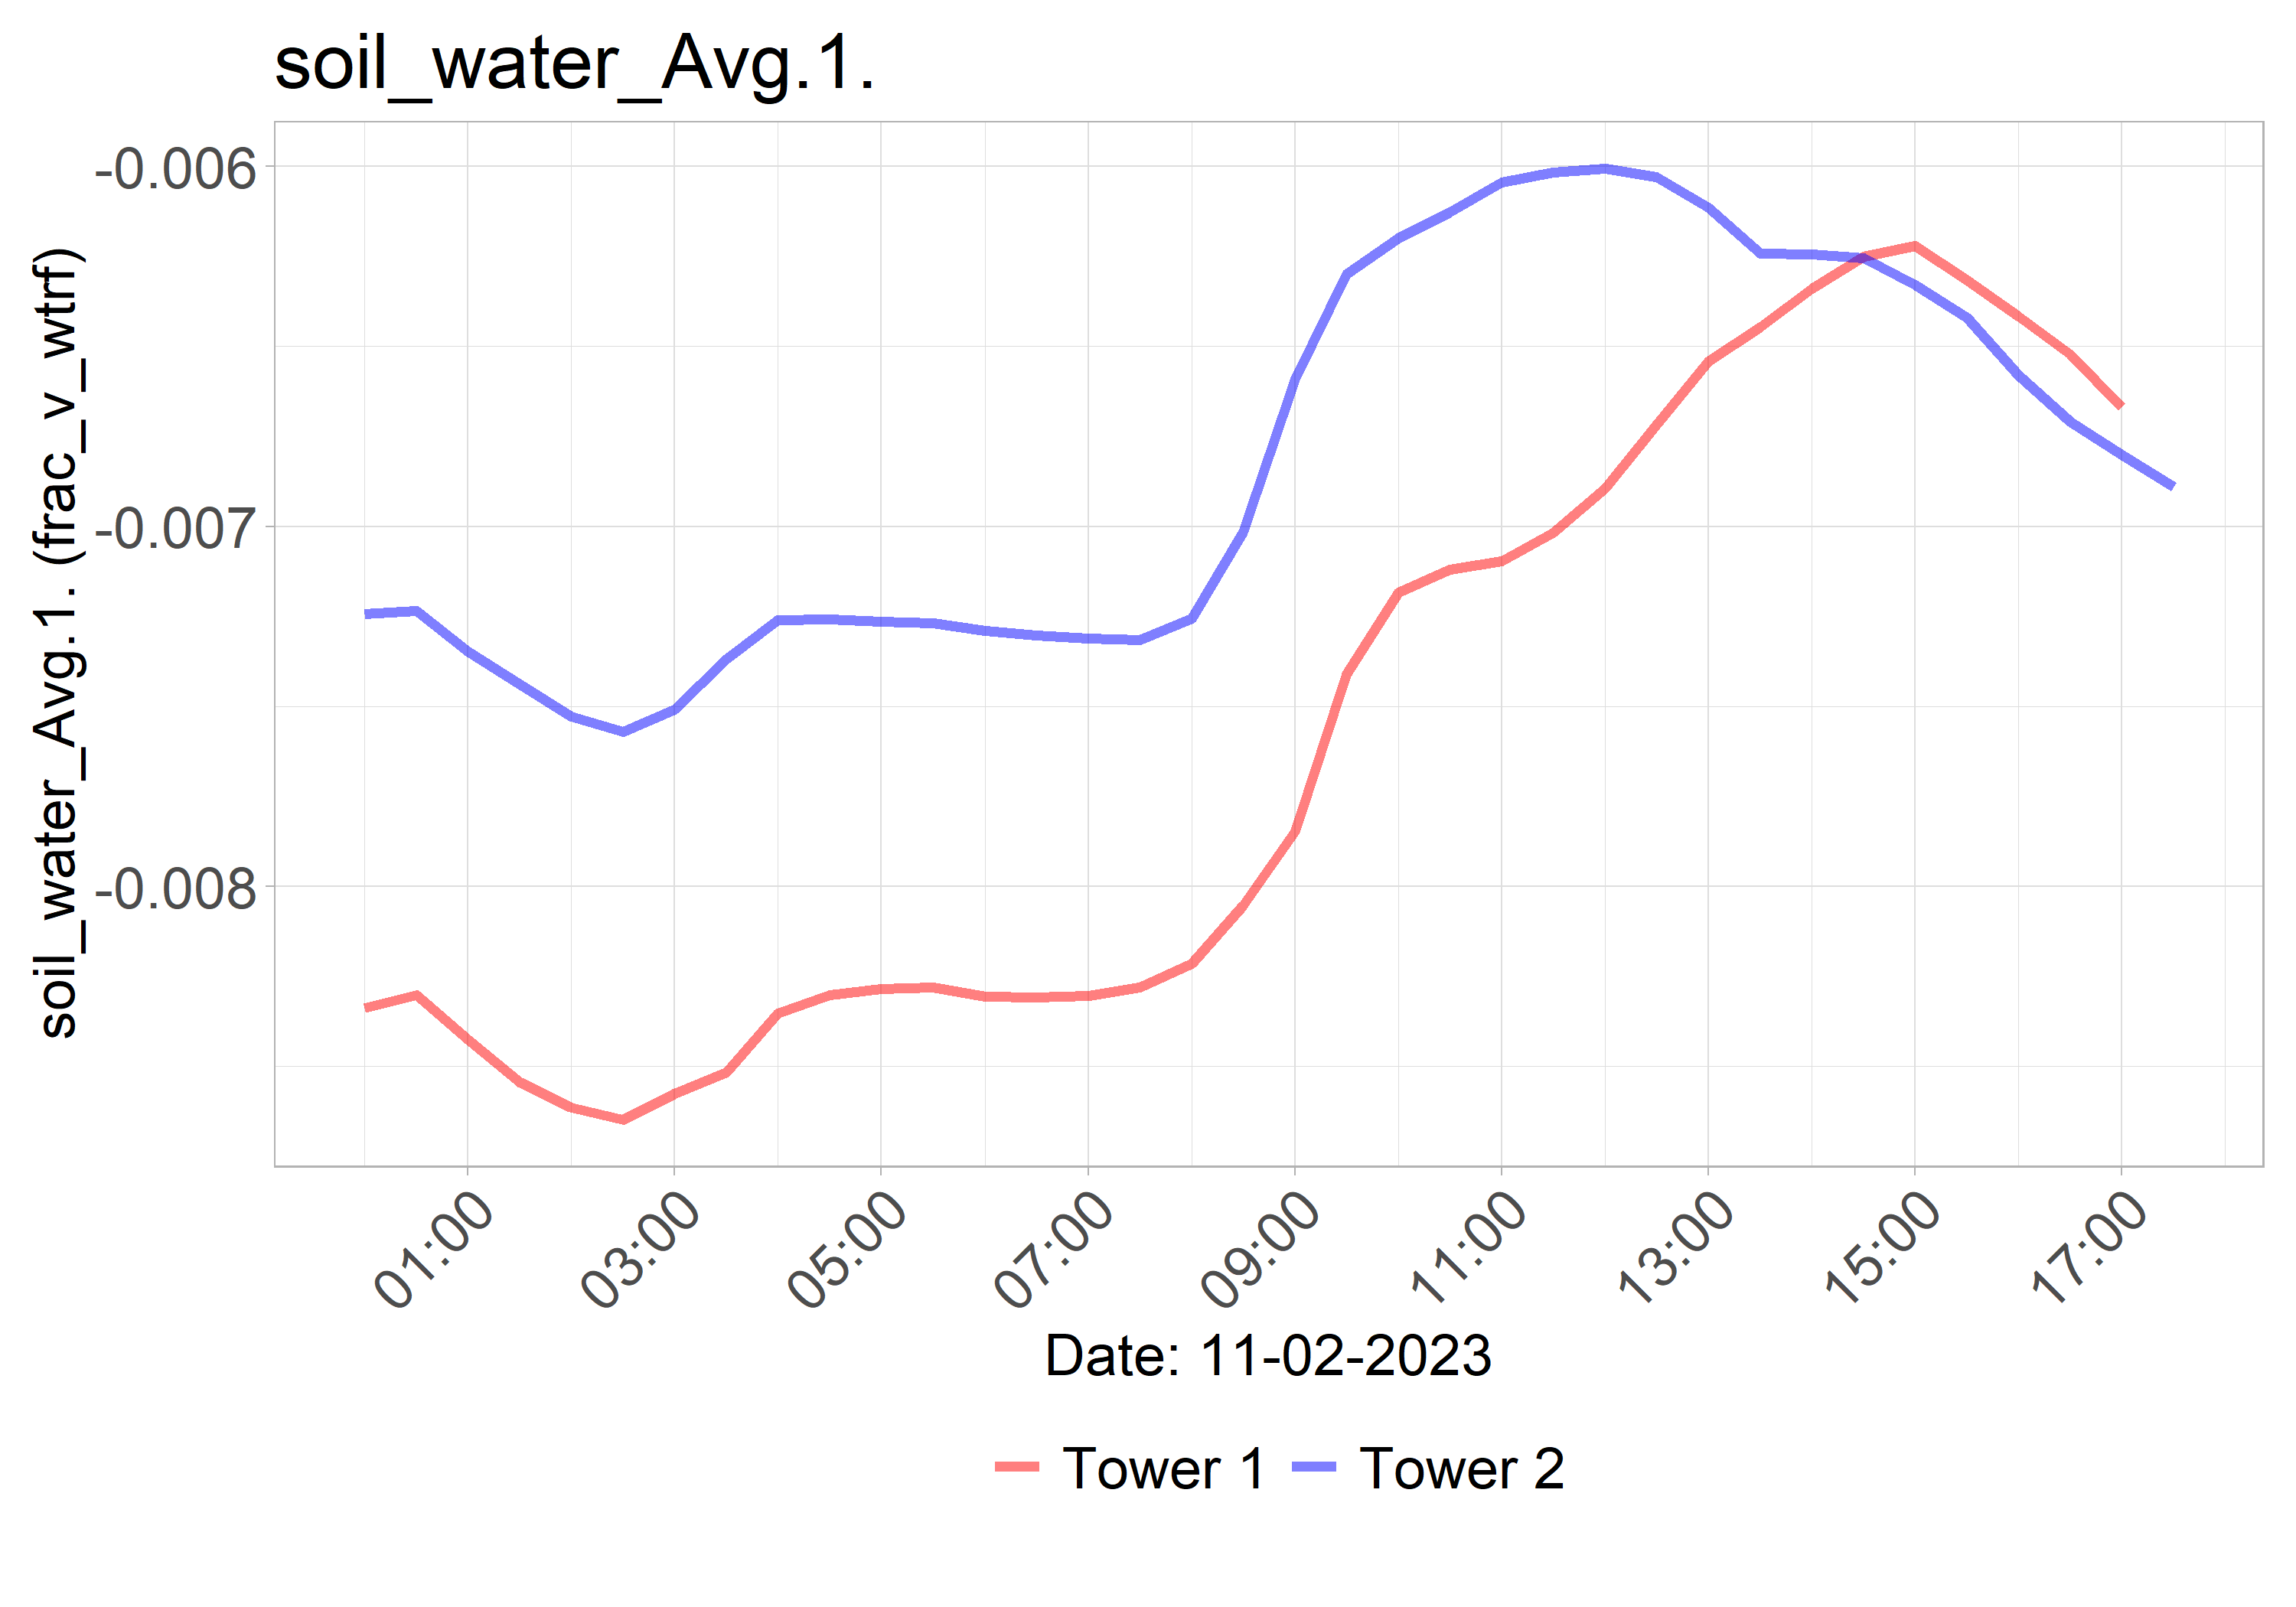 soil_water_Avg.1.
soil_water_Avg.1. (frac_v_wtrf)
-0.006
-0.007
-0.008
01:00
03:00
05:00
07:00
09:00
11:00
13:00
15:00
17:00
Date: 11-02-2023
Tower 1
Tower 2